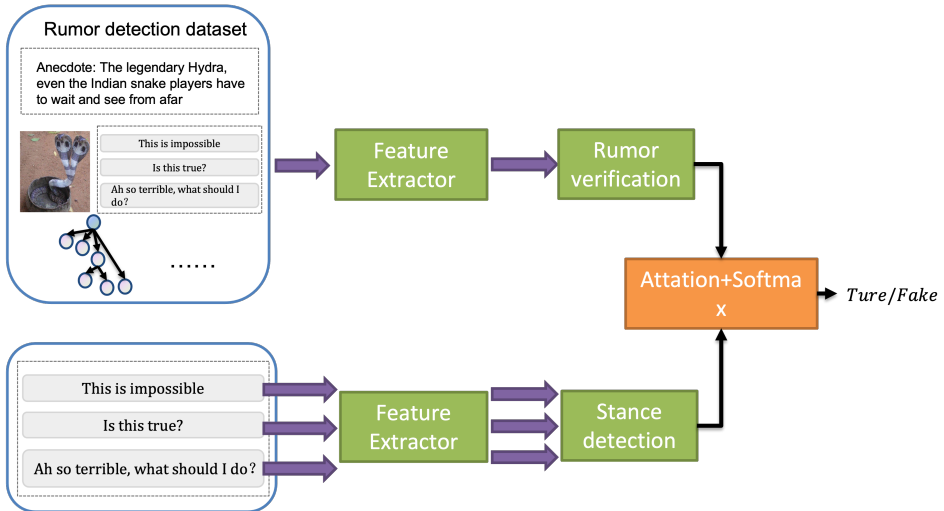 Rumor detection dataset
Anecdote: The legendary Hydra,
even the Indian snake players have
to wait and see from afar
This is impossible
Is this true?
Ah so terrible, what should I
do？
......
Feature
Extractor
Rumor
verification
Attation+Softma
x
Ture/Fake
This is impossible
Is this true?
Ah so terrible, what should I do？
Feature
Extractor
Stance
detection